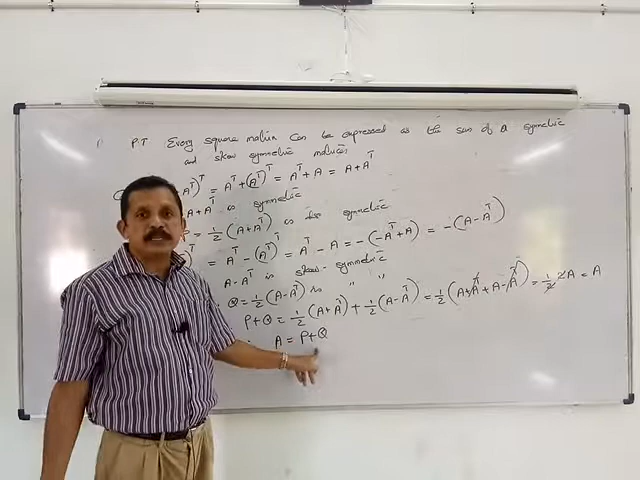 1. P.T Every square matrix can be expressed as the sum of a symmetric
and skew symmetric matrices
A^T)^T = A^T + (A^T)^T = A^T + A = A + A^T
A + A^T is symmetric
= 1/2 (A + A^T) is also symmetric
)^T = A^T - (A^T)^T = A^T - A = -(-A^T + A) = -(A - A^T)
A - A^T is skew-symmetric
Q = 1/2 (A - A^T) is " "
P + Q = 1/2 (A + A^T) + 1/2 (A - A^T) = 1/2 (A + A^T + A - A^T) = 1/2 2A = A
A = P + Q